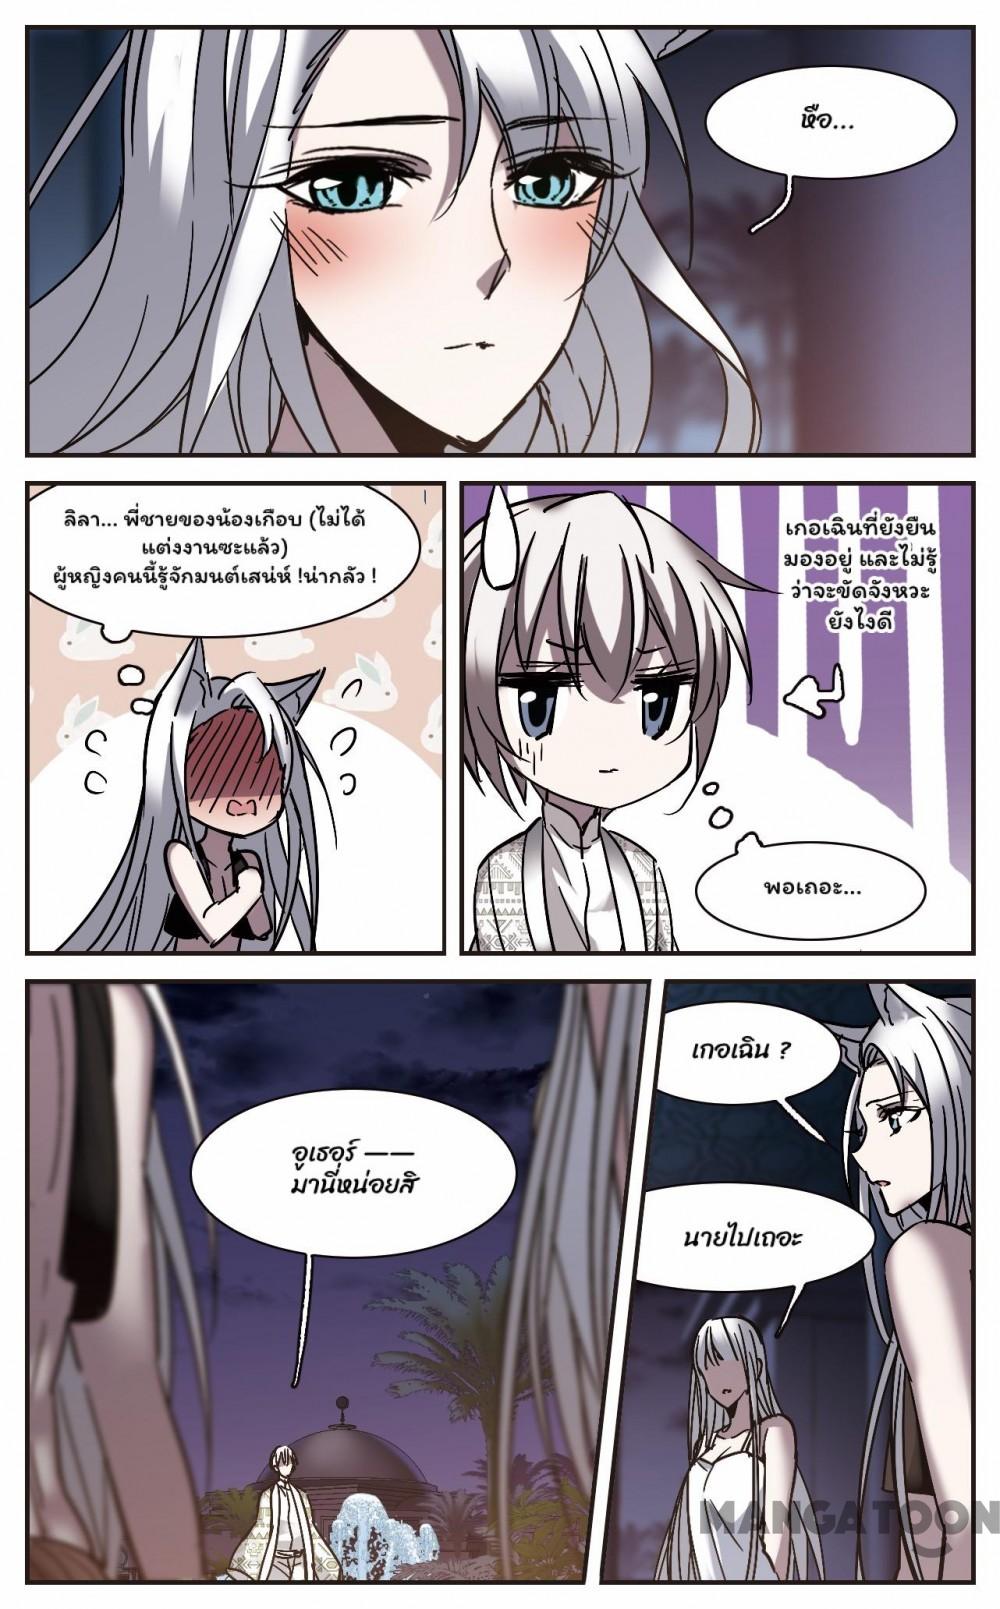 หือ...
ลิลา... พี่ชายของน้องเกือบ (ไม่ได้
แต่งงานซะแล้ว)
ผู้หญิงคนนี้รู้จักมนต์เสน่ห์ !น่ากลัว !
เกอเฉินที่ยังยืน
มองอยู่ และไม่รู้
ว่าจะขัดจังหวะ
ยังไงดี
พอเถอะ...
อูเธอร์ ——
มานี่หน่อยสิ
เกอเฉิน ?
นายไปเถอะ
MANGATOON